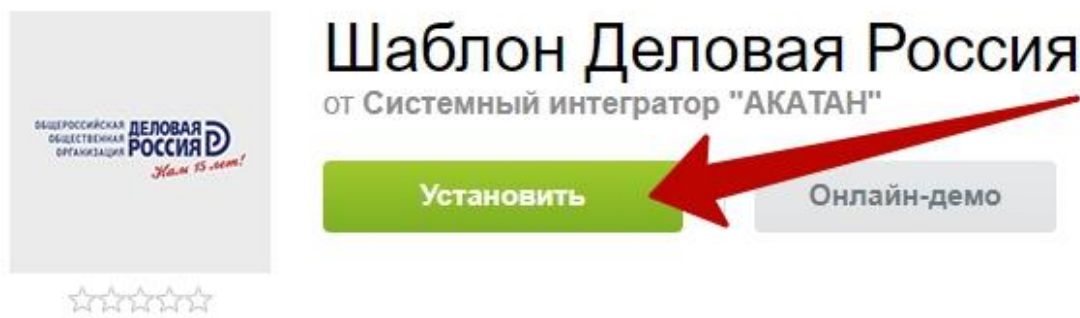 Шаблон Деловая Россия
от Системный интегратор "АКАТАН"
ОБЩЕРОССИЙСКАЯ
ОБЩЕСТВЕННАЯ
ОРГАНИЗАЦИЯ
ДЕЛОВАЯ
РОССИЯ
Нам 15 лет!
Установить
Онлайн-демо